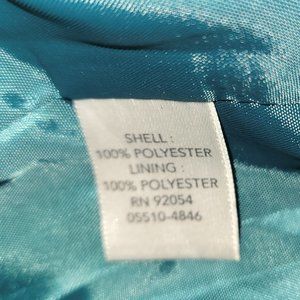 SHELL :
100% POLYESTER
LINING :
100% POLYESTER
RN 92054
05510-4846